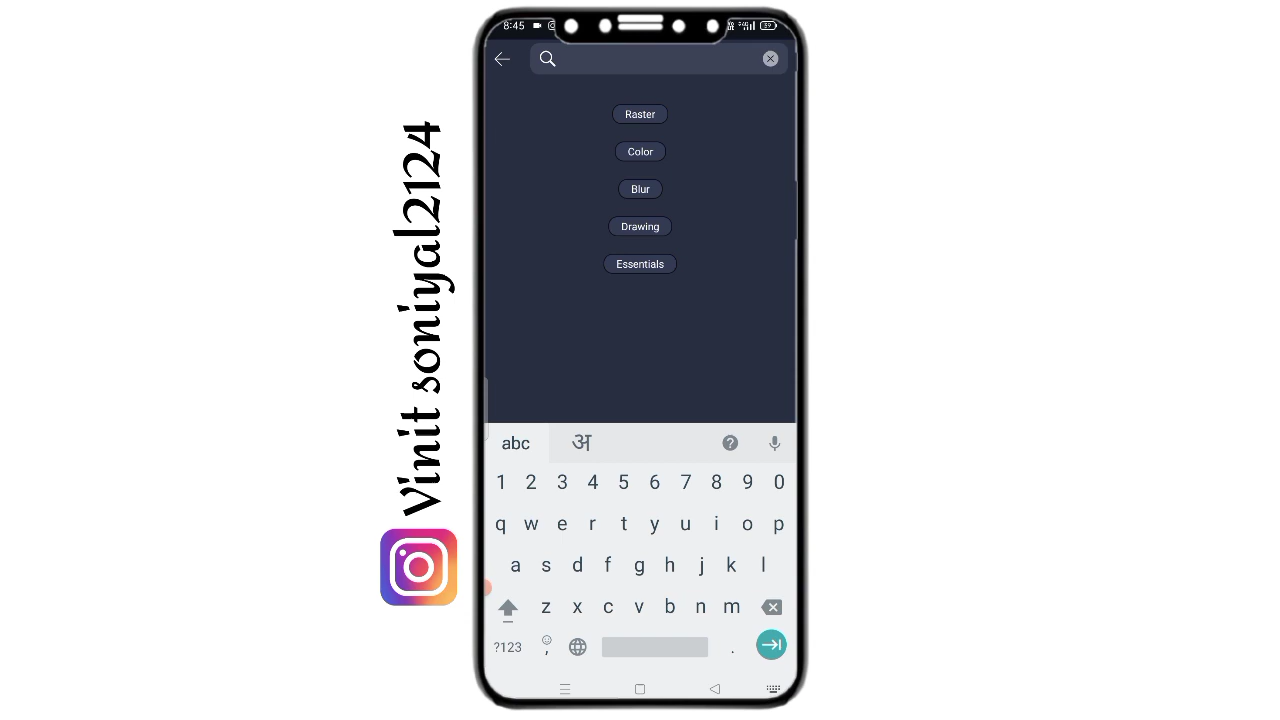 8:45
Raster
Color
Blur
Drawing
Essentials
Vinit soniyal2124
abc अ
1 2 3 4 5 6 7 8 9 0
q w e r t y u i o p
a s d f g h j k l
z x c v b n m
?123 , .